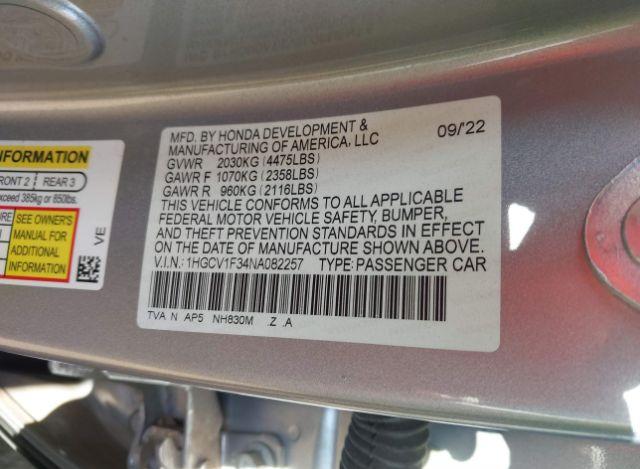 MFD. BY HONDA DEVELOPMENT & 09/'22
MANUFACTURING OF AMERICA, LLC
GVWR 2030KG (4475LBS)
GAWR F 1070KG (2358LBS)
GAWR R 960KG (2116LBS)
THIS VEHICLE CONFORMS TO ALL APPLICABLE
FEDERAL MOTOR VEHICLE SAFETY, BUMPER,
AND THEFT PREVENTION STANDARDS IN EFFECT
ON THE DATE OF MANUFACTURE SHOWN ABOVE.
V.I.N.: 1HGCV1F34NA082257 TYPE: PASSENGER CAR
TVA N AP5 NH830M .Z .A
INFORMATION
FRONT 2 REAR 3
exceed 385kg or 850lbs.
SEE OWNER'S
MANUAL FOR
ADDITIONAL
INFORMATION
VE